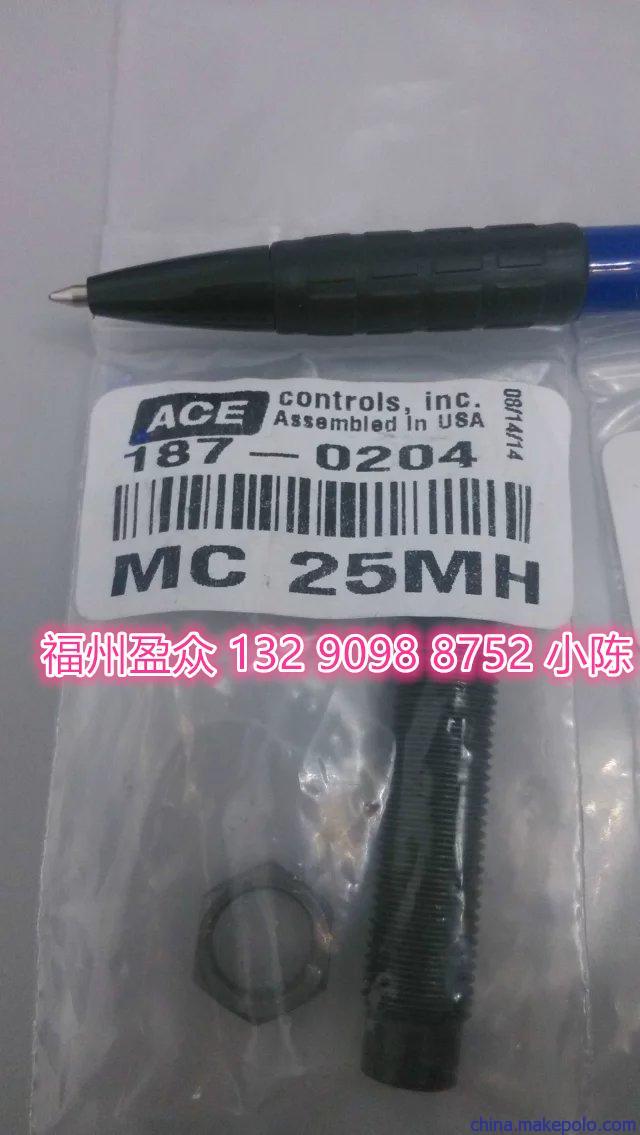 ACE controls, inc.
Assembled in USA
08/14/14
187-0204
MC 25MH
福州盈众 132 9098 8752 小陈
china.makepolo.com